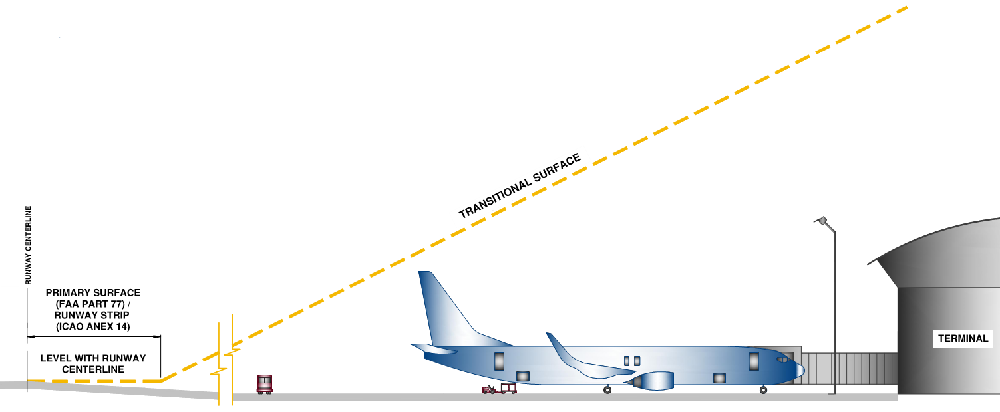 RUNWAY CENTERLINE
PRIMARY SURFACE
(FAA PART 77) /
RUNWAY STRIP
(ICAO ANEX 14)
LEVEL WITH RUNWAY
CENTERLINE
TRANSITIONAL SURFACE
TERMINAL